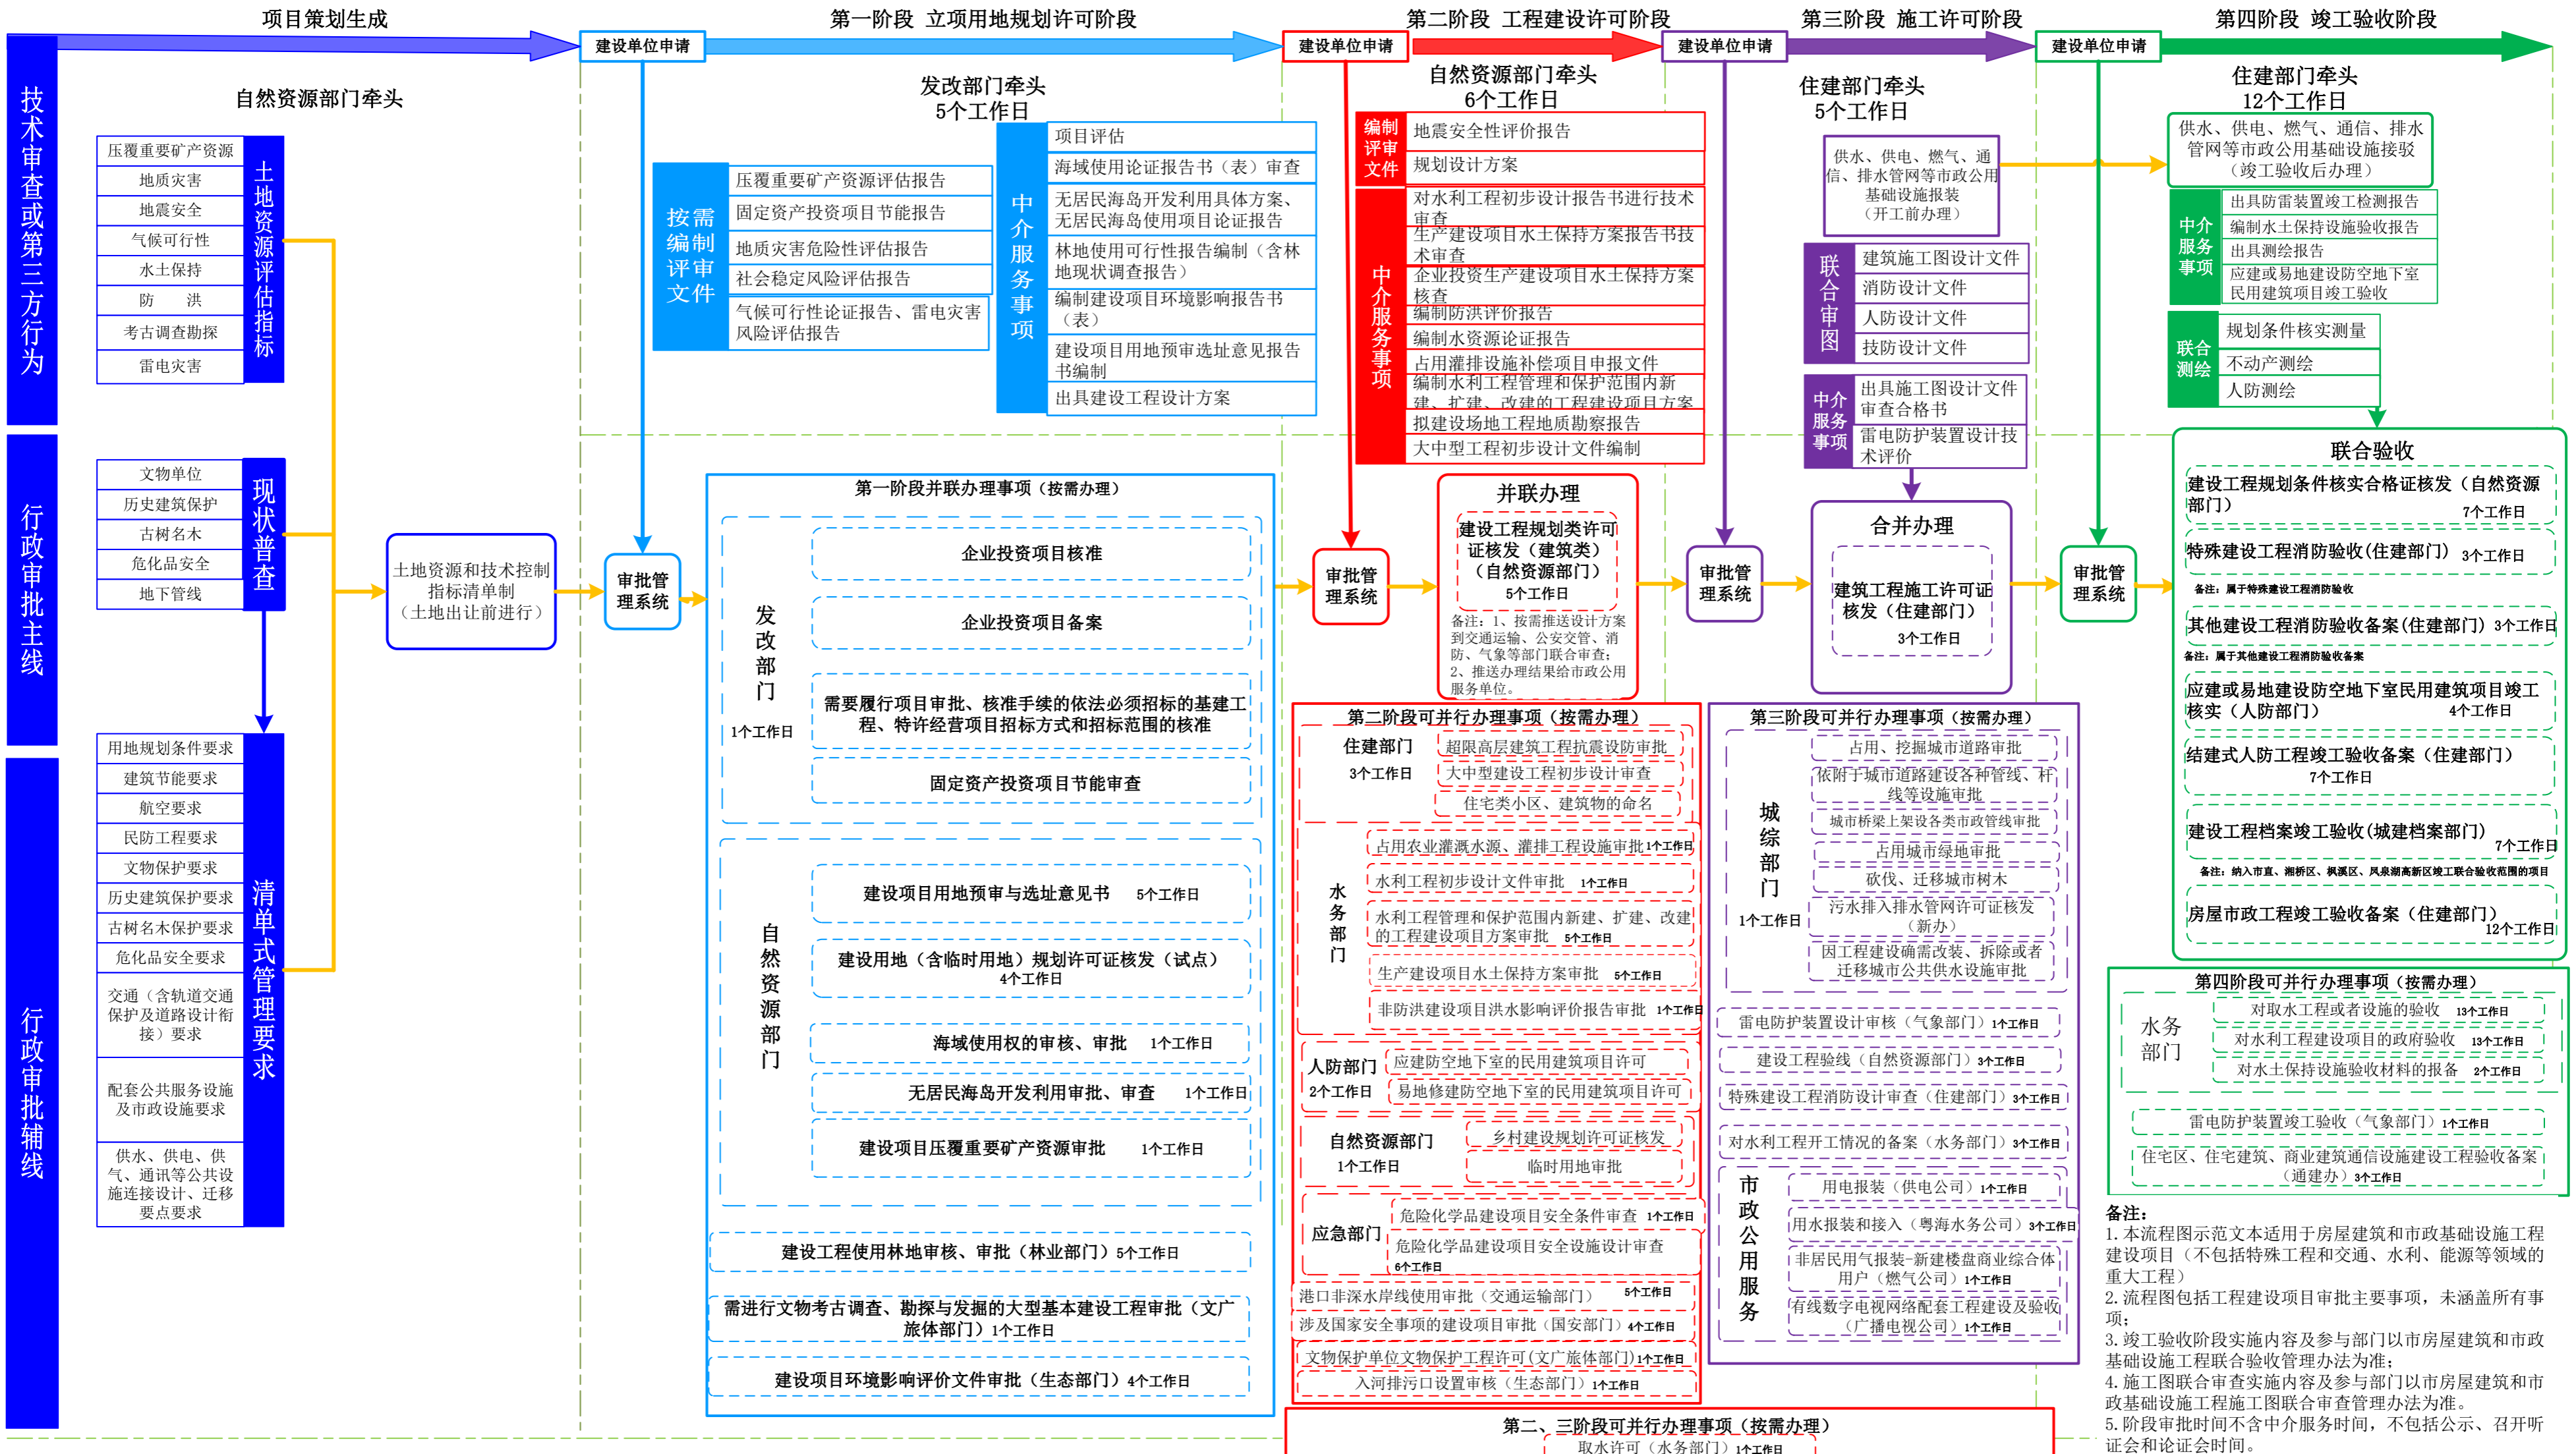 项目策划生成
第一阶段 立项用地规划许可阶段
第二阶段 工程建设许可阶段
第三阶段 施工许可阶段
第四阶段 竣工验收阶段
建设单位申请
建设单位申请
建设单位申请
建设单位申请
技术审查或第三方行为
行政审批主线
行政审批辅线
自然资源部门牵头
压覆重要矿产资源
地质灾害
地震安全
气候可行性
水土保持
防 洪
考古调查勘探
雷电灾害
土地资源评估指标
文物单位
历史建筑保护
古树名木
危化品安全
地下管线
现状普查
用地规划条件要求
建筑节能要求
航空要求
民防工程要求
文物保护要求
历史建筑保护要求
古树名木保护要求
危化品安全要求
交通（含轨道交通
保护及道路设计衔
接）要求
配套公共服务设施
及市政设施要求
供水、供电、供
气、通讯等公共设
施连接设计、迁移
要点要求
清单式管理要求
土地资源和技术控制
指标清单制
（土地出让前进行）
发改部门牵头
5个工作日
按需
编制
评审
文件
压覆重要矿产资源评估报告
固定资产投资项目节能报告
地质灾害危险性评估报告
社会稳定风险评估报告
气候可行性论证报告、雷电灾害
风险评估报告
中介服务事项
项目评估
海域使用论证报告书（表）审查
无居民海岛开发利用具体方案、
无居民海岛使用项目论证报告
林地使用可行性报告编制（含林
地现状调查报告）
编制建设项目环境影响报告书
（表）
建设项目用地预审选址意见报告
书编制
出具建设工程设计方案
审批管
理系统
第一阶段并联办理事项（按需办理）
发改部门
1个工作日
企业投资项目核准
企业投资项目备案
需要履行项目审批、核准手续的依法必须招标的基建工
程、特许经营项目招标方式和招标范围的核准
固定资产投资项目节能审查
自然资源部门
建设项目用地预审与选址意见书 5个工作日
建设用地（含临时用地）规划许可证核发（试点）
4个工作日
海域使用权的审核、审批 1个工作日
无居民海岛开发利用审批、审查 1个工作日
建设项目压覆重要矿产资源审批 1个工作日
建设工程使用林地审核、审批（林业部门）5个工作日
需进行文物考古调查、勘探与发掘的大型基本建设工程审批（文广
旅体部门）1个工作日
建设项目环境影响评价文件审批（生态部门）4个工作日
自然资源部门牵头
6个工作日
编制
评审
文件
地震安全性评价报告
规划设计方案
中介服务事项
对水利工程初步设计报告书进行技术
审查
生产建设项目水土保持方案报告书技
术审查
企业投资生产建设项目水土保持方案
核查
编制防洪评价报告
编制水资源论证报告
占用灌排设施补偿项目申报文件
编制水利工程管理和保护范围内新
建、扩建、改建的工程建设项目方案
拟建设场地工程地质勘察报告
大中型工程初步设计文件编制
审批管
理系统
并联办理
建设工程规划类许可
证核发（建筑类）
（自然资源部门）
5个工作日
备注：1、按需推送设计方案
到交通运输、公安交管、消
防、气象等部门联合审查；
2、推送办理结果给市政公用
服务单位。
第二阶段可并行办理事项（按需办理）
住建部门
3个工作日
超限高层建筑工程抗震设防审批
大中型建设工程初步设计审查
住宅类小区、建筑物的命名
水务部门
占用农业灌溉水源、灌排工程设施审批1个工作日
水利工程初步设计文件审批 1个工作日
水利工程管理和保护范围内新建、扩建、改建
的工程建设项目方案审批 5个工作日
生产建设项目水土保持方案审批 5个工作日
非防洪建设项目洪水影响评价报告审批 1个工作日
人防部门
2个工作日
应建防空地下室的民用建筑项目许可
易地修建防空地下室的民用建筑项目许可
自然资源部门
1个工作日
乡村建设规划许可证核发
临时用地审批
应急部门
危险化学品建设项目安全条件审查 1个工作日
危险化学品建设项目安全设施设计审查
6个工作日
港口非深水岸线使用审批（交通运输部门） 5个工作日
涉及国家安全事项的建设项目审批（国安部门）4个工作日
文物保护单位文物保护工程许可(文广旅体部门)1个工作日
入河排污口设置审核（生态部门）1个工作日
第二、三阶段可并行办理事项（按需办理）
取水许可（水务部门）1个工作日
住建部门牵头
5个工作日
供水、供电、燃气、通
信、排水管网等市政公用
基础设施报装
（开工前办理）
联合审图
建筑施工图设计文件
消防设计文件
人防设计文件
技防设计文件
中介
服务
事项
出具施工图设计文件
审查合格书
雷电防护装置设计技
术评价
审批管
理系统
合并办理
建筑工程施工许可证
核发（住建部门）
3个工作日
第三阶段可并行办理事项（按需办理）
城综部门
1个工作日
占用、挖掘城市道路审批
依附于城市道路建设各种管线、杆
线等设施审批
城市桥梁上架设各类市政管线审批
占用城市绿地审批
砍伐、迁移城市树木
污水排入排水管网许可证核发
（新办）
因工程建设确需改装、拆除或者
迁移城市公共供水设施审批
雷电防护装置设计审核（气象部门）1个工作日
建设工程验线（自然资源部门）3个工作日
特殊建设工程消防设计审查（住建部门）3个工作日
对水利工程开工情况的备案（水务部门）3个工作日
市政公用服务
用电报装（供电公司）1个工作日
用水报装和接入（粤海水务公司）3个工作日
非居民用气报装-新建楼盘商业综合体
用户（燃气公司）1个工作日
有线数字电视网络配套工程建设及验收
（广播电视公司）1个工作日
住建部门牵头
12个工作日
供水、供电、燃气、通信、排水
管网等市政公用基础设施接驳
（竣工验收后办理）
中介
服务
事项
出具防雷装置竣工检测报告
编制水土保持设施验收报告
出具测绘报告
应建或易地建设防空地下室
民用建筑项目竣工验收
联合
测绘
规划条件核实测量
不动产测绘
人防测绘
审批管
理系统
联合验收
建设工程规划条件核实合格证核发（自然资源
部门）
7个工作日
特殊建设工程消防验收(住建部门) 3个工作日
备注：属于特殊建设工程消防验收
其他建设工程消防验收备案(住建部门) 3个工作日
备注：属于其他建设工程消防验收备案
应建或易地建设防空地下室民用建筑项目竣工
核实（人防部门） 4个工作日
结建式人防工程竣工验收备案（住建部门）
7个工作日
建设工程档案竣工验收(城建档案部门)
7个工作日
备注：纳入市直、湘桥区、枫溪区、凤泉湖高新区竣工联合验收范围的项目
房屋市政工程竣工验收备案（住建部门）
12个工作日
第四阶段可并行办理事项（按需办理）
水务
部门
对取水工程或者设施的验收 13个工作日
对水利工程建设项目的政府验收 13个工作日
对水土保持设施验收材料的报备 2个工作日
雷电防护装置竣工验收（气象部门）1个工作日
住宅区、住宅建筑、商业建筑通信设施建设工程验收备案
（通建办）3个工作日
备注：
1.本流程图示范文本适用于房屋建筑和市政基础设施工程
建设项目（不包括特殊工程和交通、水利、能源等领域的
重大工程）
2.流程图包括工程建设项目审批主要事项，未涵盖所有事
项；
3.竣工验收阶段实施内容及参与部门以市房屋建筑和市政
基础设施工程联合验收管理办法为准；
4.施工图联合审查实施内容及参与部门以市房屋建筑和市
政基础设施工程施工图联合审查管理办法为准。
5.阶段审批时间不含中介服务时间，不包括公示、召开听
证会和论证会时间。